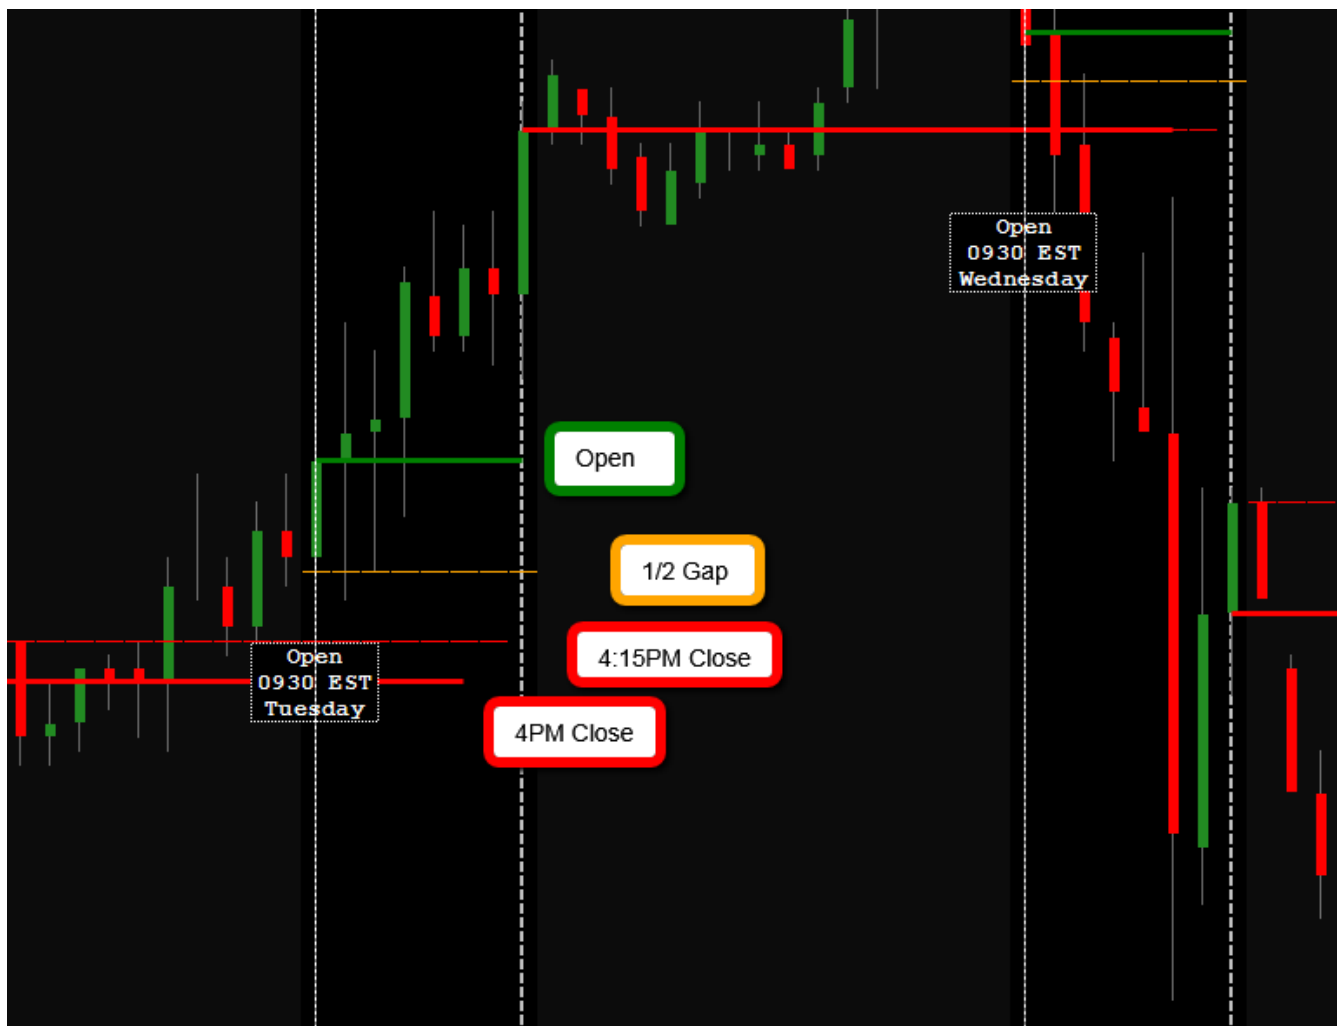 Open
0930 EST
Wednesday
Open
1/2 Gap
4:15PM Close
Open
0930 EST
Tuesday
4PM Close